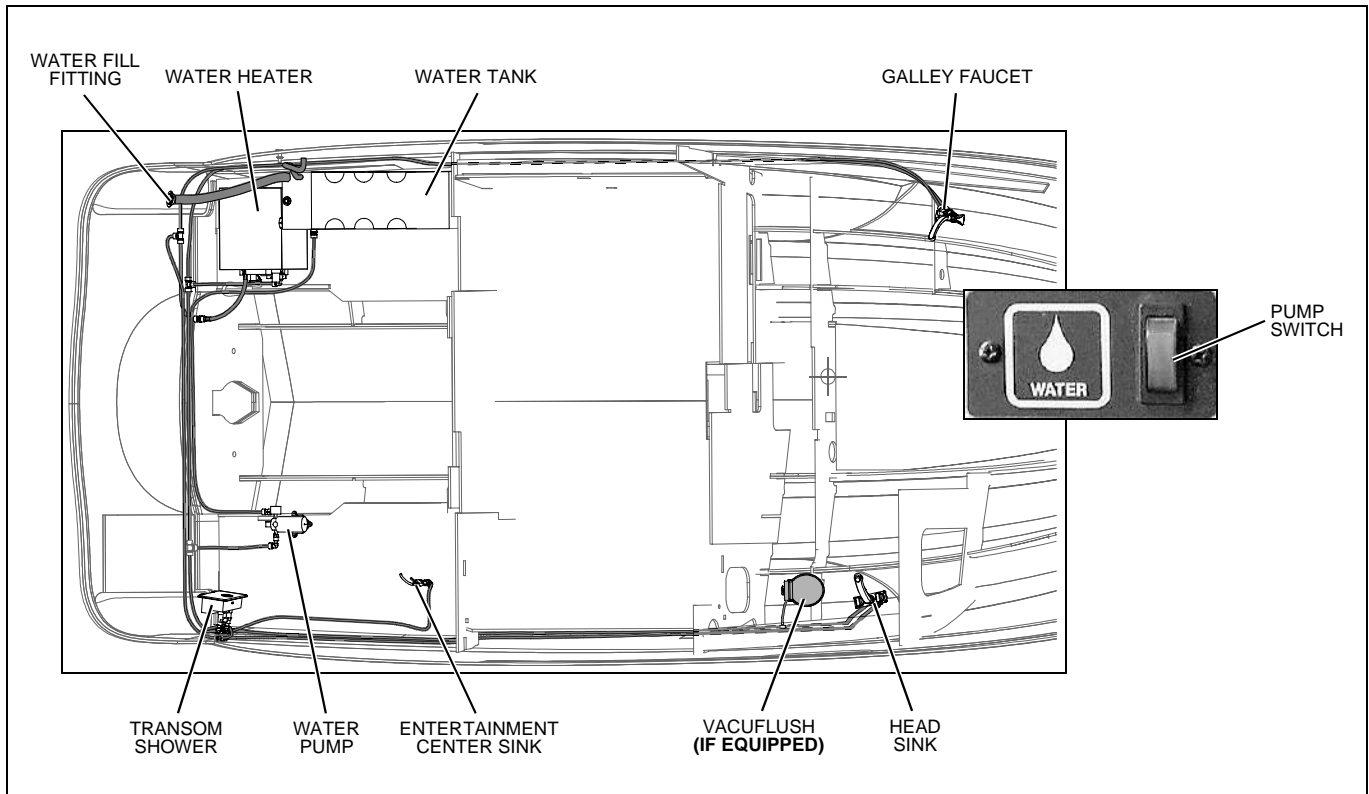 WATER FILL
FITTING
WATER HEATER
WATER TANK
GALLEY FAUCET
PUMP
SWITCH
WATER
TRANSOM
SHOWER
WATER
PUMP
ENTERTAINMENT
CENTER SINK
VACUFLUSH
(IF EQUIPPED)
HEAD
SINK